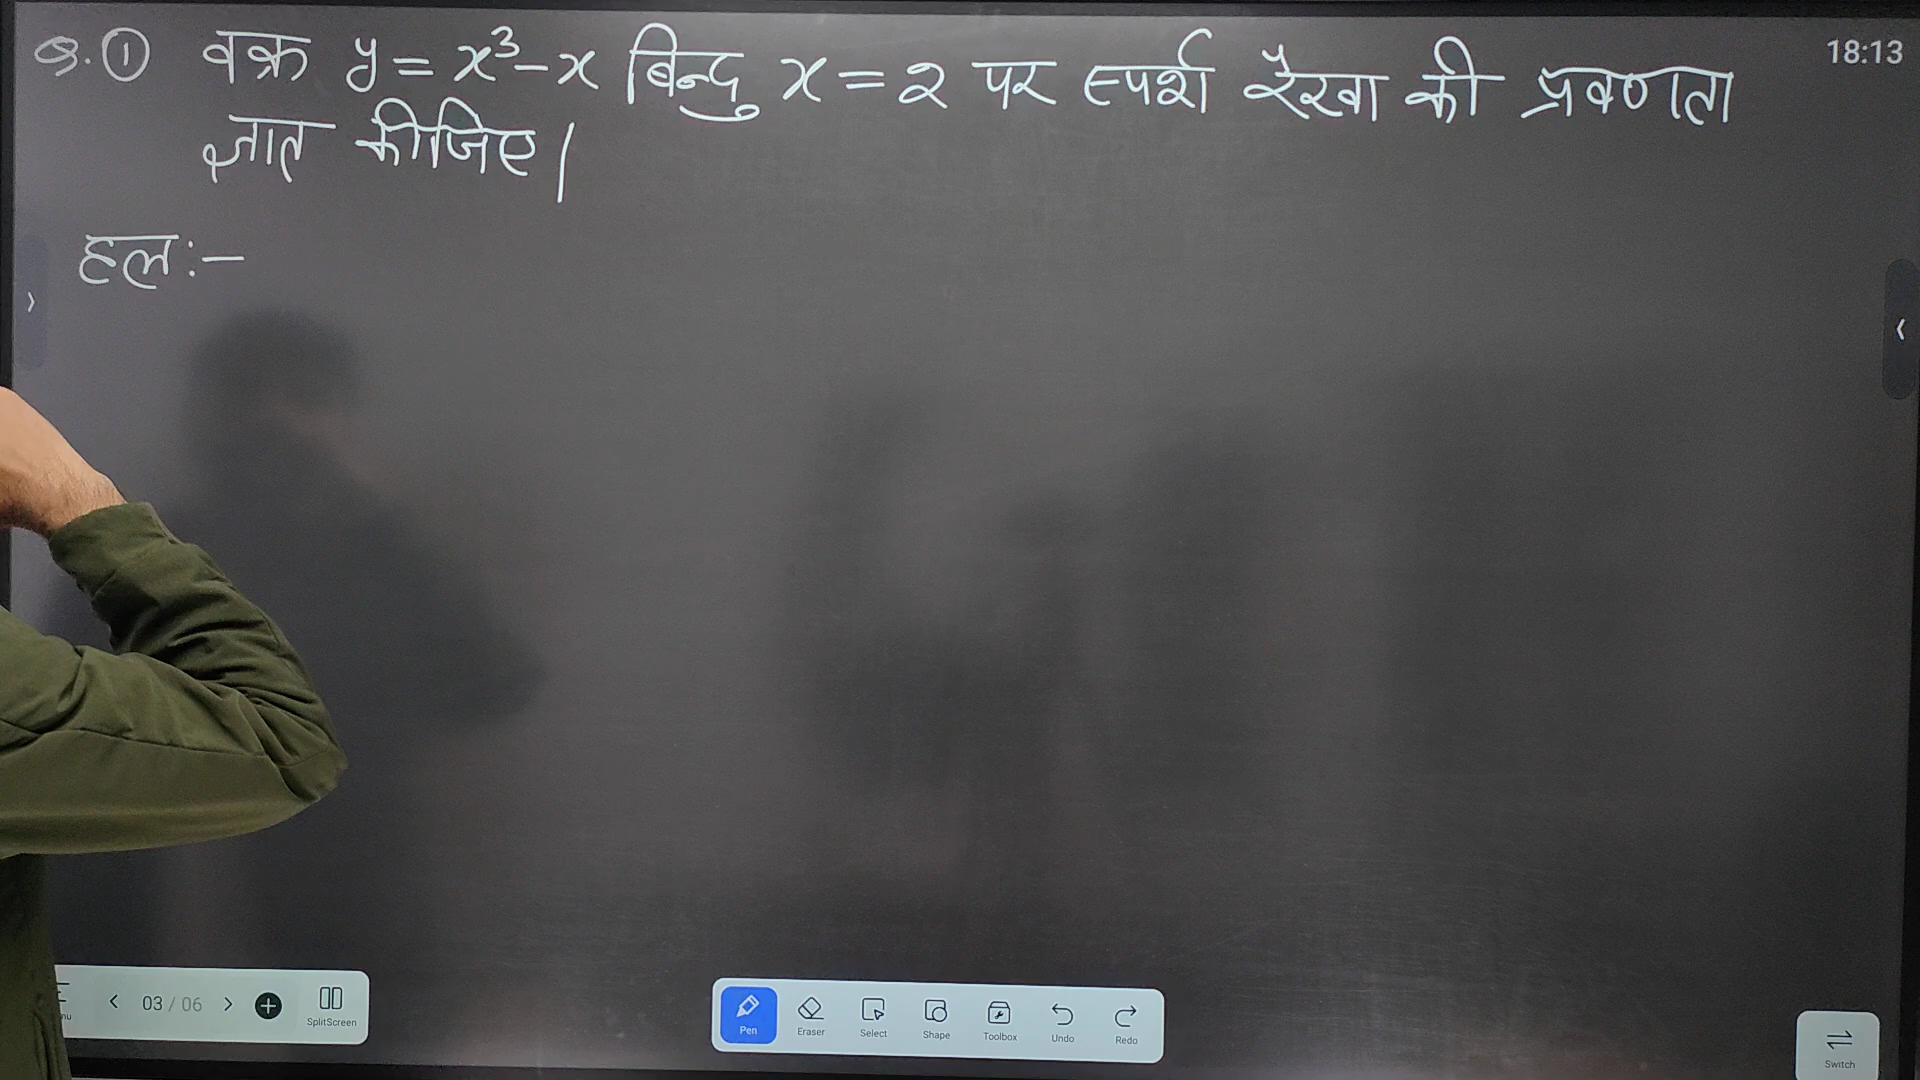 Q. ① वक्र y = x³ - x बिन्दु x = 2 पर स्पर्श रेखा की प्रवणता
ज्ञात कीजिए।
हल:-
18:13
03 / 06
SplitScreen
Pen
Eraser
Select
Shape
Toolbox
Undo
Redo
Switch